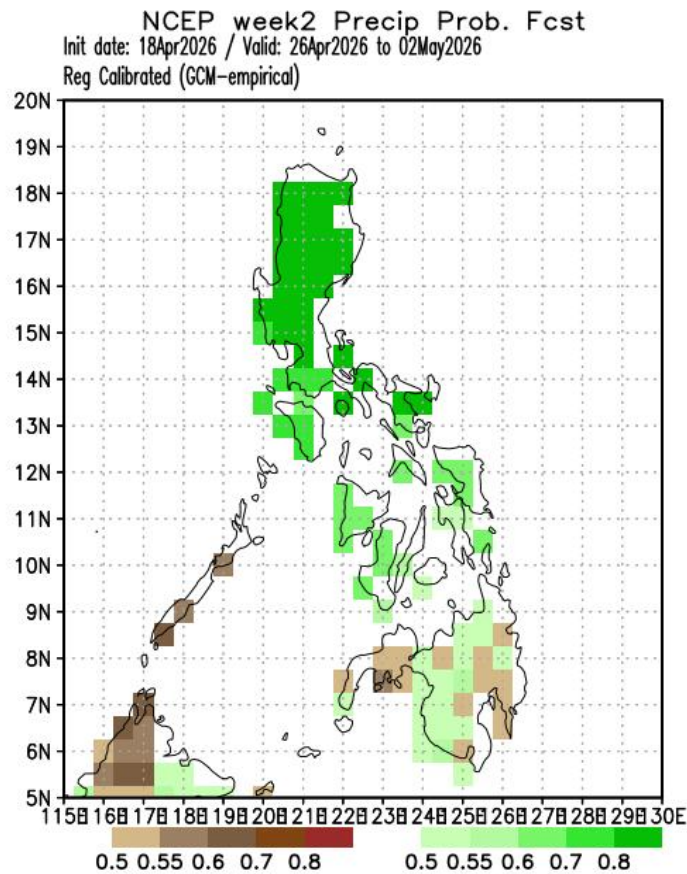 NCEP week2 Precip Prob. Fcst
Init date: 18Apr2026 / Valid: 26Apr2026 to 02May2026
Reg Calibrated (GCM-empirical)
20N
19N
18N
17N
16N
15N
14N
13N
12N
11N
10N
9N
8N
7N
6N
5N
115E 116E 117E 118E 119E 120E 121E 122E 123E 124E 125E 126E 127E 128E 129E 130E
0.5 0.55 0.6 0.7 0.8 0.5 0.55 0.6 0.7 0.8